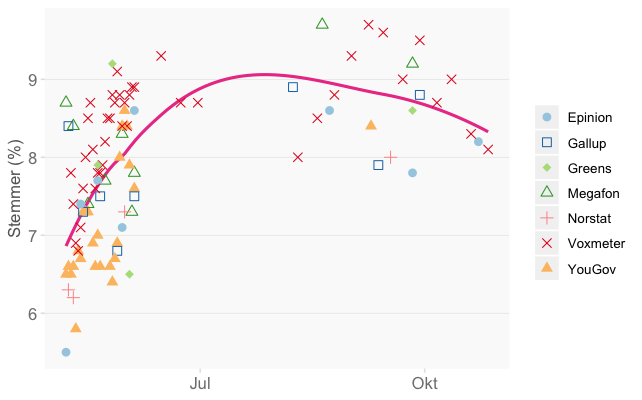 Stemmer (%)
9
8
7
6
Jul
Okt
Epinion
Gallup
Greens
Megafon
Norstat
Voxmeter
YouGov